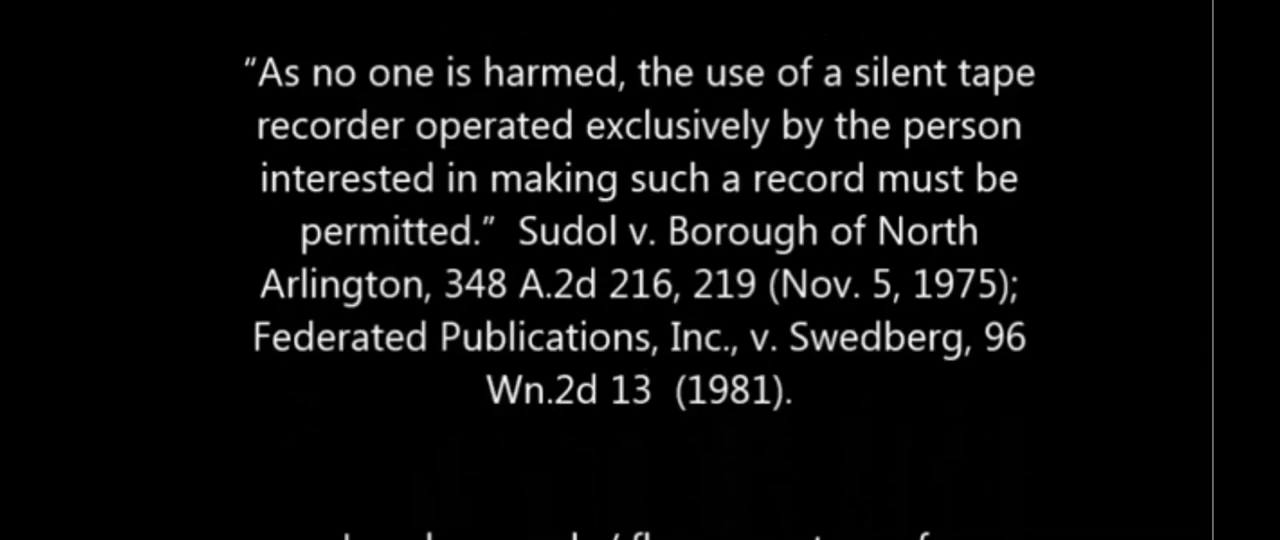 "As no one is harmed, the use of a silent tape
recorder operated exclusively by the person
interested in making such a record must be
permitted."  Sudol v. Borough of North
Arlington, 348 A.2d 216, 219 (Nov. 5, 1975);
Federated Publications, Inc., v. Swedberg, 96
Wn.2d 13  (1981).